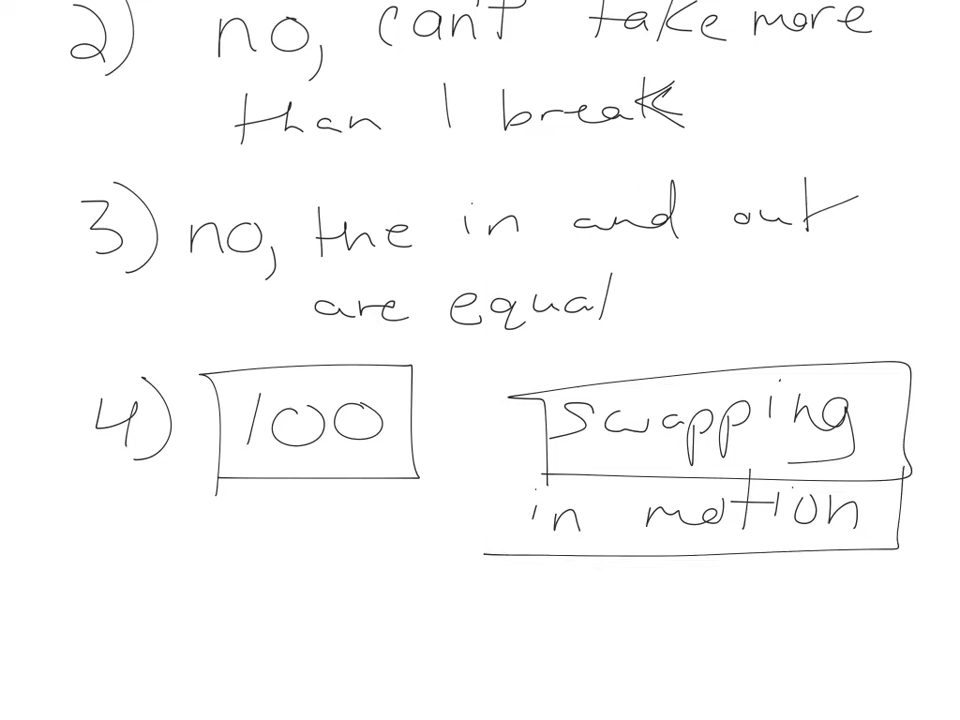 2) no, can't take more
than 1 break
3) no, the in and out
are equal
4) 100 swapping
in motion